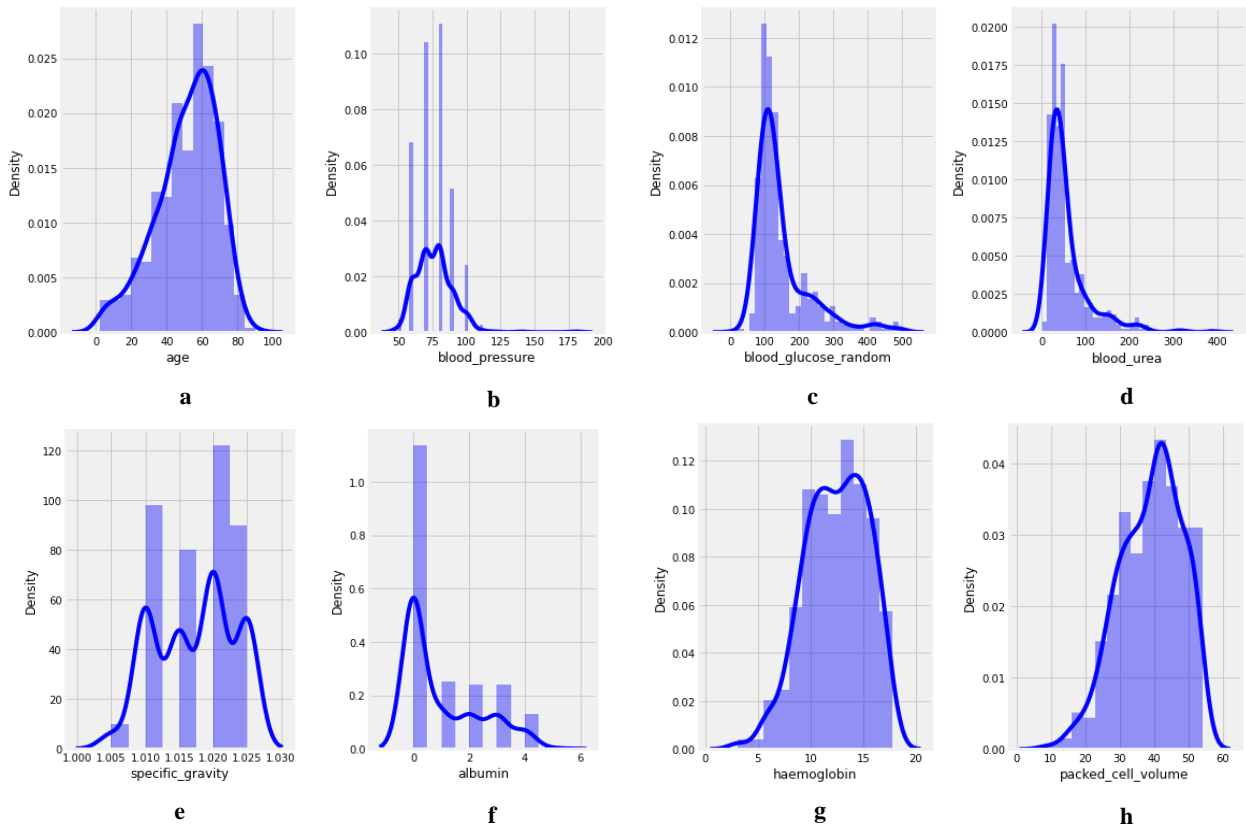 Density
0.025
0.020
0.015
0.010
0.005
0.000
0 20 40 60 80 100
age
a
Density
0.10
0.08
0.06
0.04
0.02
0.00
50 75 100 125 150 175 200
blood_pressure
b
Density
0.012
0.010
0.008
0.006
0.004
0.002
0.000
0 100 200 300 400 500
blood_glucose_random
c
Density
0.0200
0.0175
0.0150
0.0125
0.0100
0.0075
0.0050
0.0025
0.0000
0 100 200 300 400
blood_urea
d
Density
120
100
80
60
40
20
0
1.000 1.005 1.010 1.015 1.020 1.025 1.030
specific_gravity
e
Density
1.0
0.8
0.6
0.4
0.2
0.0
0 2 4 6
albumin
f
Density
0.12
0.10
0.08
0.06
0.04
0.02
0.00
0 5 10 15 20
haemoglobin
g
Density
0.04
0.03
0.02
0.01
0.00
0 10 20 30 40 50 60
packed_cell_volume
h